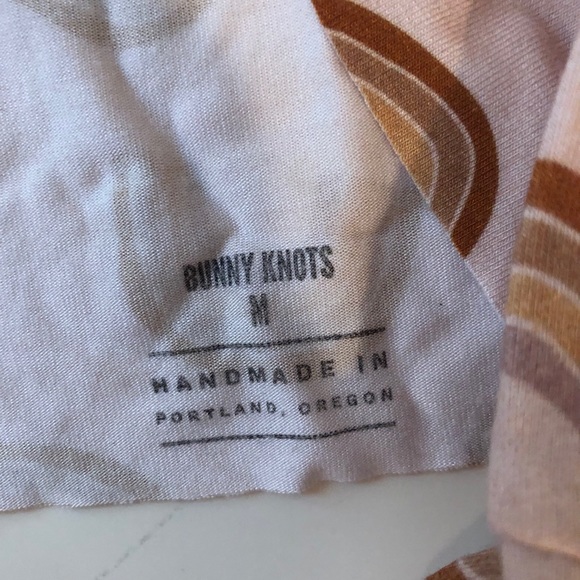 BUNNY KNOTS
M
HANDMADE IN
PORTLAND, OREGON